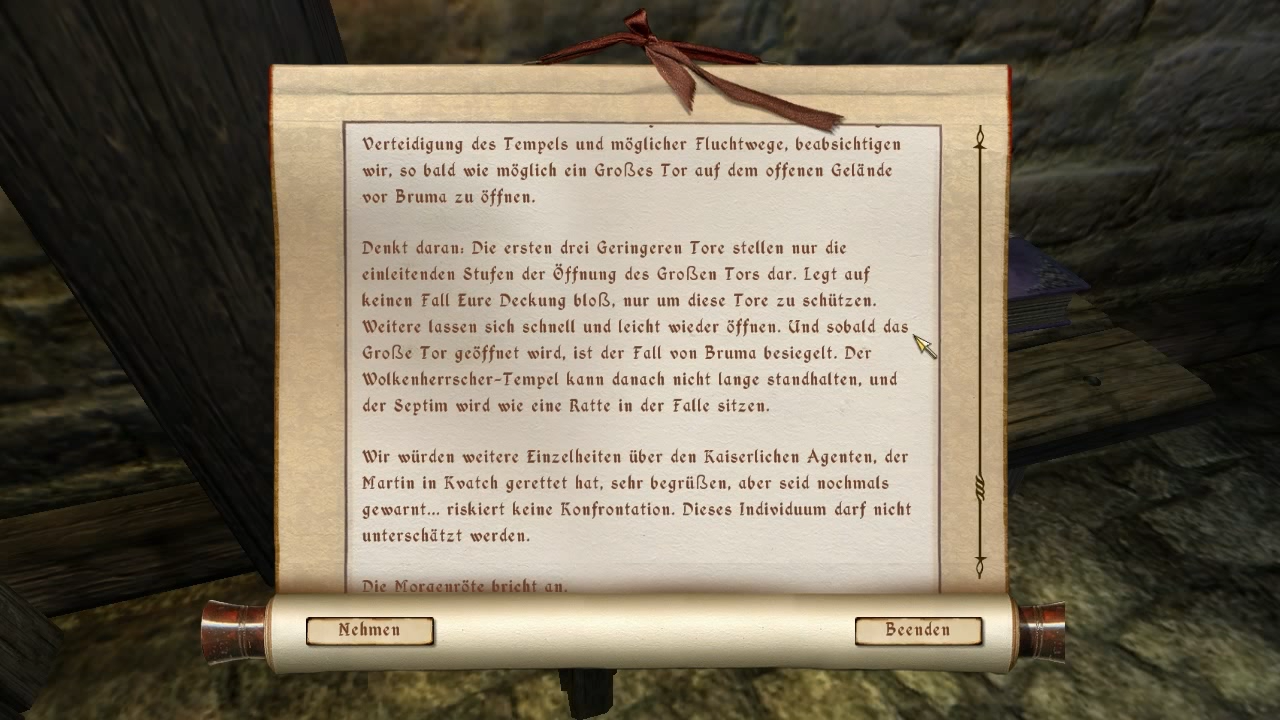 Verteidigung des Tempels und möglicher Fluchtwege, beabsichtigen
wir, so bald wie möglich ein Großes Tor auf dem offenen Gelände
vor Bruma zu öffnen.
Denkt daran: Die ersten drei Geringeren Tore stellen nur die
einleitenden Stufen der Öffnung des Großen Tors dar. Legt auf
keinen Fall Eure Deckung bloß, nur um diese Tore zu schützen.
Weitere lassen sich schnell und leicht wieder öffnen. Und sobald das
Große Tor geöffnet wird, ist der Fall von Bruma besiegelt. Der
Wolkenherrscher-Tempel kann danach nicht lange standhalten, und
der Septim wird wie eine Ratte in der Falle sitzen.
Wir würden weitere Einzelheiten über den Kaiserlichen Agenten, der
Martin in Kvatch gerettet hat, sehr begrüßen, aber seid nochmals
gewarnt... riskiert keine Konfrontation. Dieses Individuum darf nicht
unterschätzt werden.
Die Morgenröte bricht an.
Nehmen
Beenden